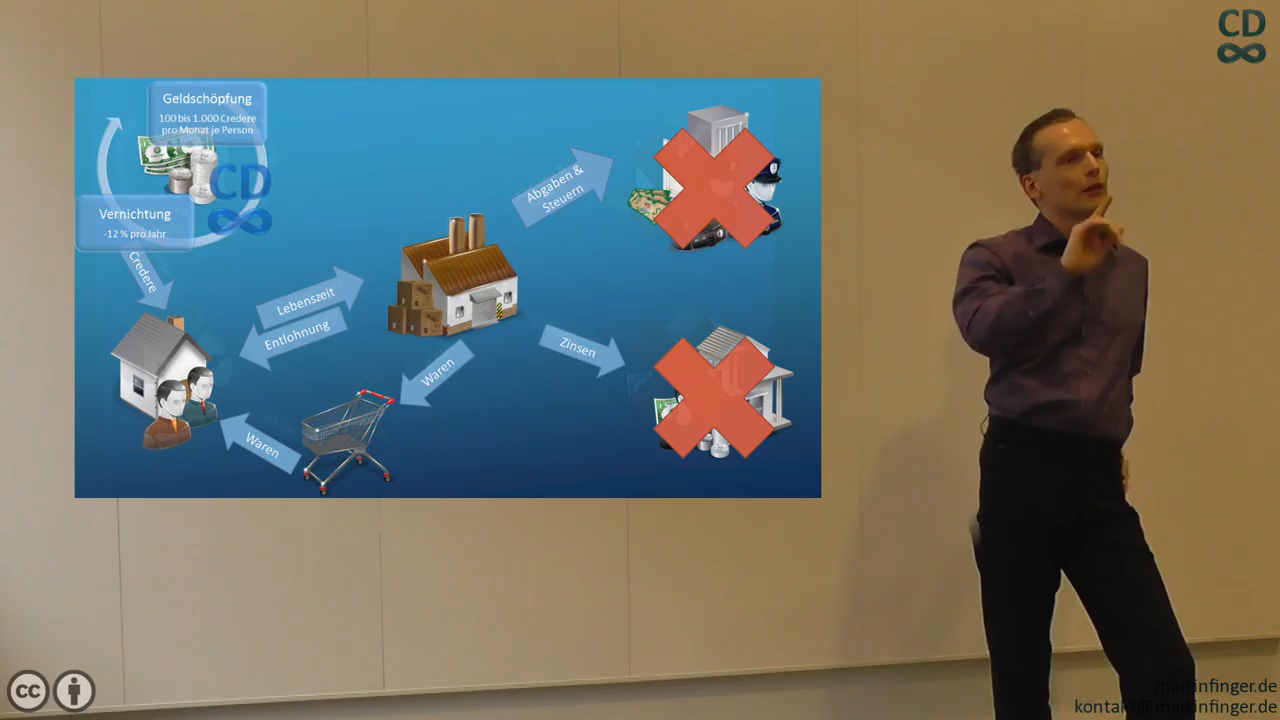 CD
Geldschöpfung
100 bis 1.000 Credere
pro Monat je Person
CD
Vernichtung
-12 % pro Jahr
Credere
Lebenszeit
Entlohnung
Abgaben &
Steuern
Zinsen
Waren
Waren
cc
martinfinger.de
kontakt@martinfinger.de